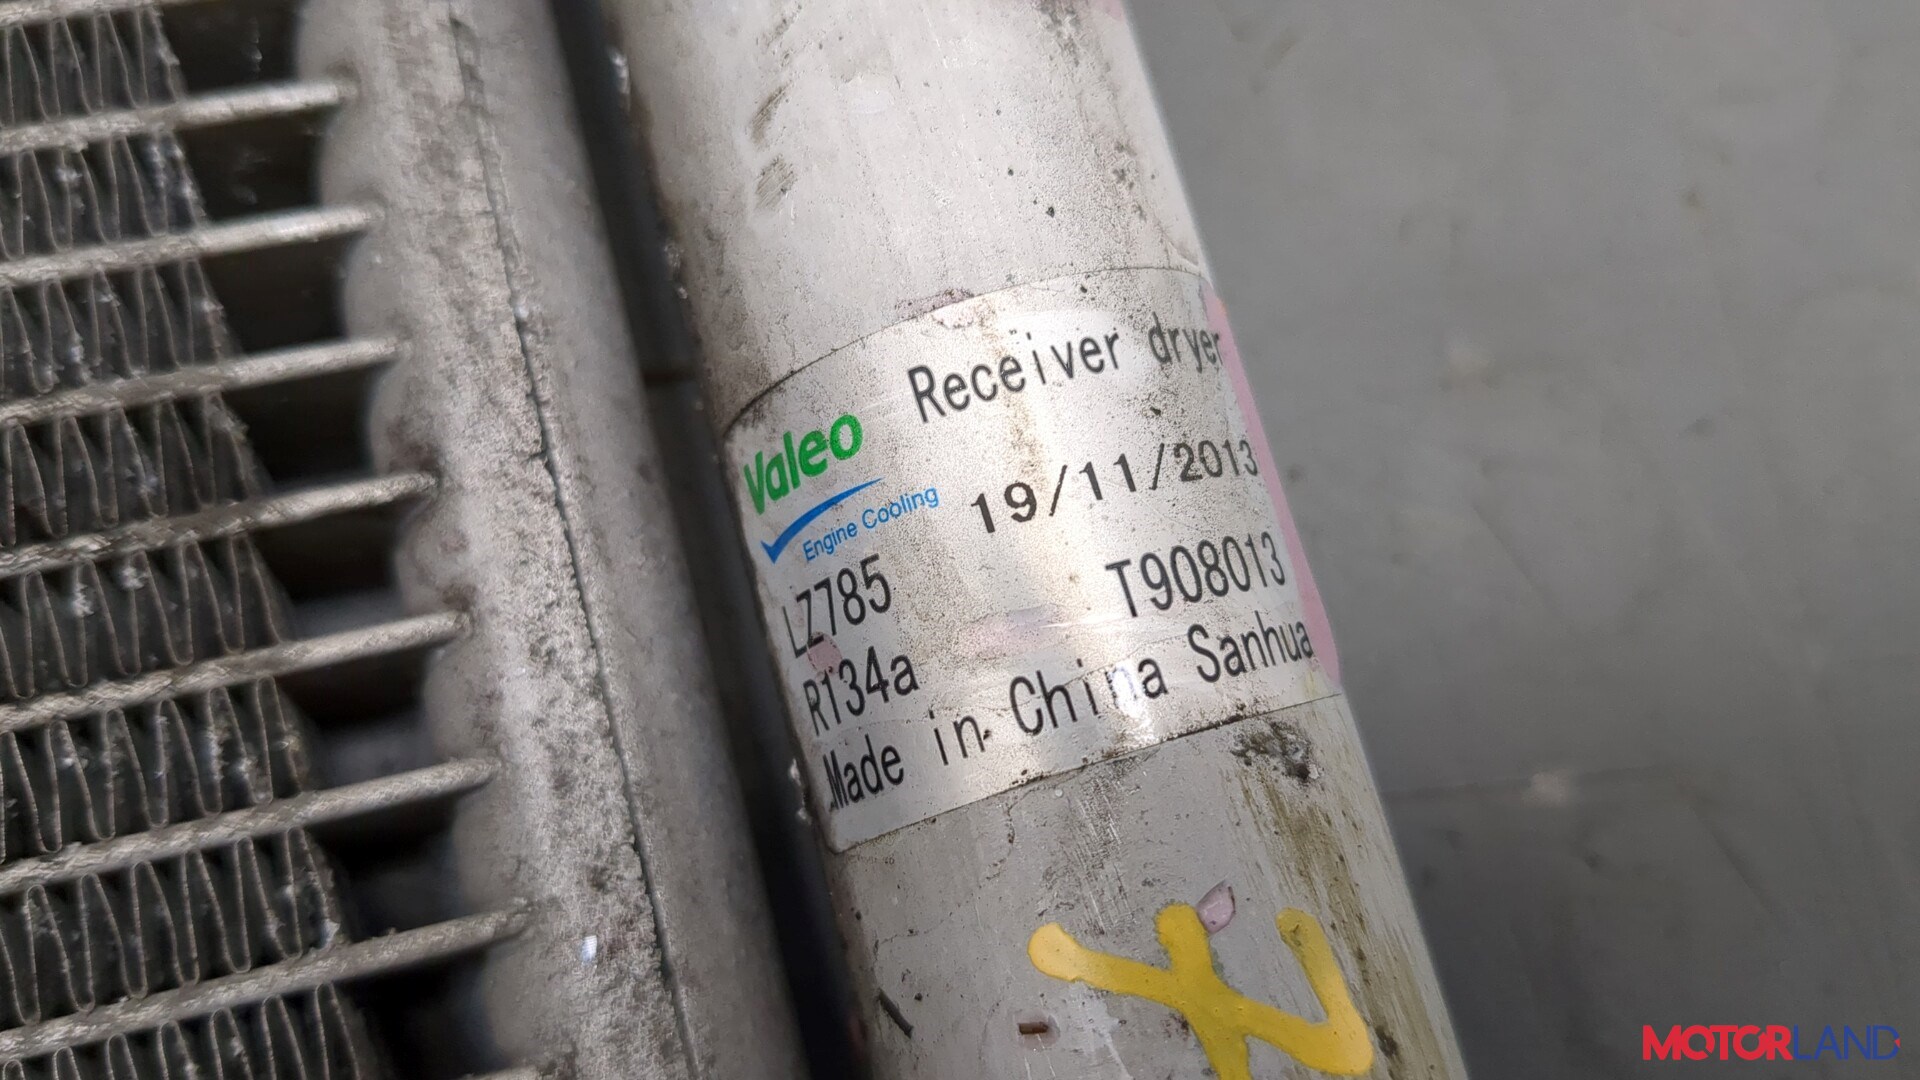 Receiver dryer
Valeo
Engine Cooling
19/11/2013
LZ785
T908013
R134a
Made in China Sanhua
MOTORLAND